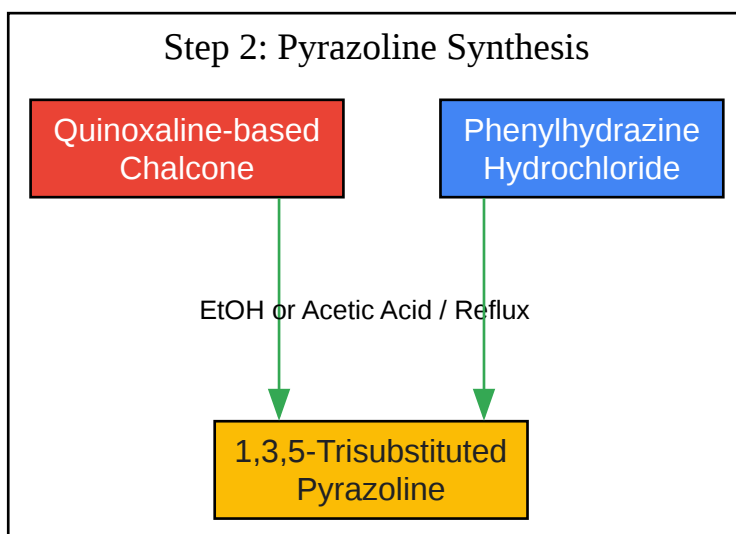 Step 2: Pyrazoline Synthesis
Quinoxaline-based
Chalcone
Phenylhydrazine
Hydrochloride
EtOH or Acetic Acid / Reflux
1,3,5-Trisubstituted
Pyrazoline